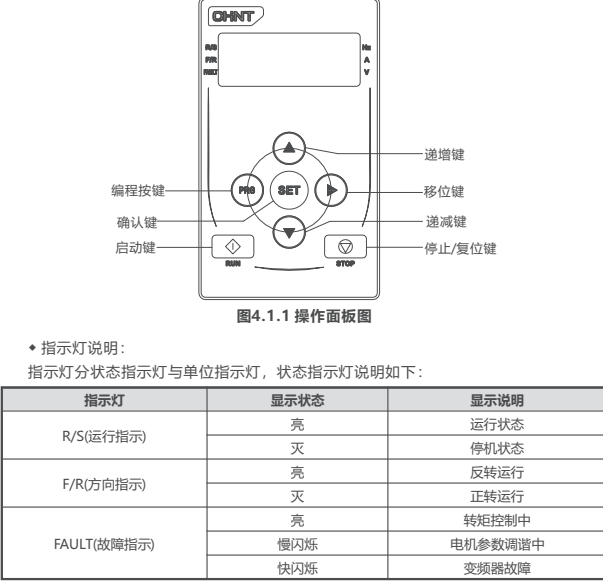 CHNT
R/S
F/R
Hz
A
V
递增键
编程按键
PRG
SET
移位键
确认键
递减键
启动键
停止/复位键
RUN
STOP
图4.1.1 操作面板图
◆ 指示灯说明：
指示灯分状态指示灯与单位指示灯，状态指示灯说明如下：
指示灯 显示状态 显示说明
R/S(运行指示) 亮 运行状态
灭 停机状态
F/R(方向指示) 亮 反转运行
灭 正转运行
FAULT(故障指示) 亮 转矩控制中
慢闪烁 电机参数调谐中
快闪烁 变频器故障